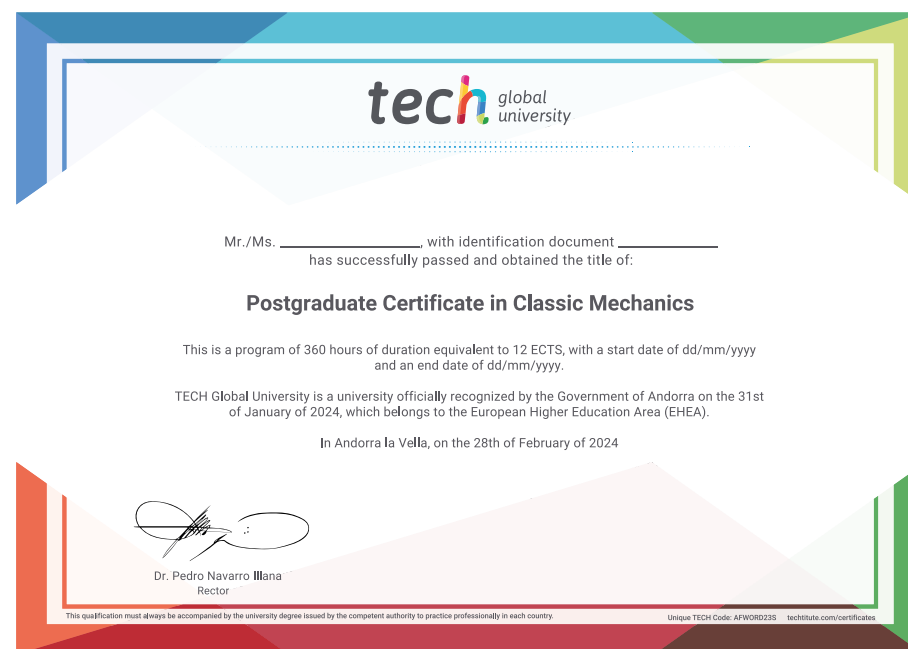 tech global university
Mr./Ms. ____________________, with identification document ______________
has successfully passed and obtained the title of:
Postgraduate Certificate in Classic Mechanics
This is a program of 360 hours of duration equivalent to 12 ECTS, with a start date of dd/mm/yyyy
and an end date of dd/mm/yyyy.
TECH Global University is a university officially recognized by the Government of Andorra on the 31st
of January of 2024, which belongs to the European Higher Education Area (EHEA).
In Andorra la Vella, on the 28th of February of 2024
Dr. Pedro Navarro Illana
Rector
This qualification must always be accompanied by the university degree issued by the competent authority to practice professionally in each country.
Unique TECH Code: AFWORD23S techtitute.com/certificates